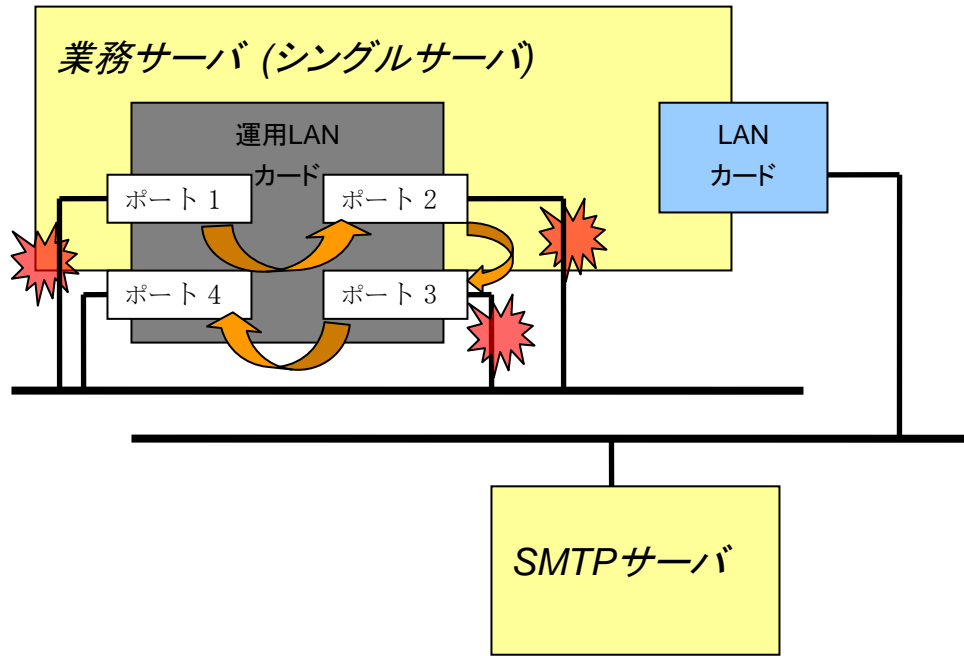 業務サーバ (シングルサーバ)
運用LAN
カード
LAN
カード
ポート 1
ポート 2
ポート 4
ポート 3
SMTPサーバ